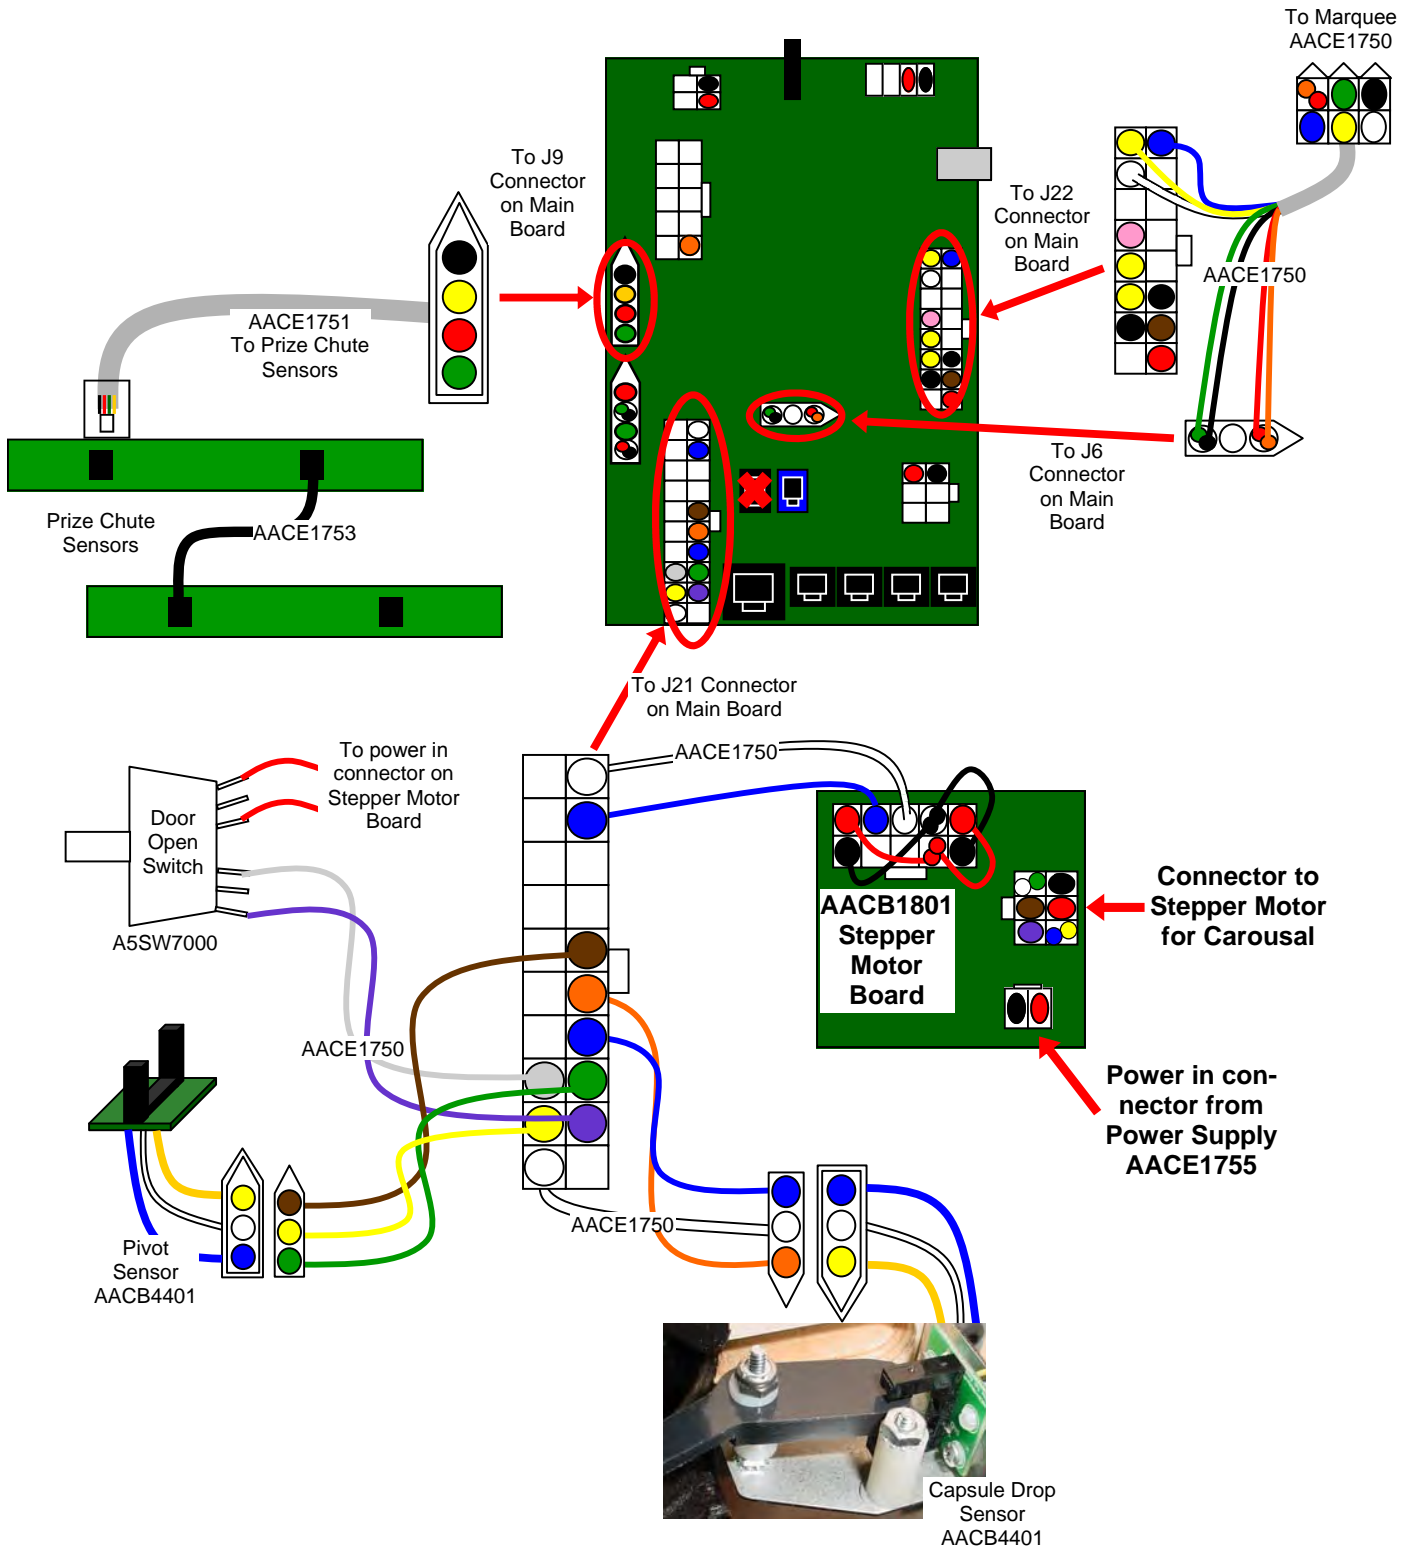 To Marquee
AACE1750
To J9
Connector
on Main
Board
To J22
Connector
on Main
Board
AACE1750
AACE1751
To Prize Chute
Sensors
To J6
Connector
on Main
Board
Prize Chute
Sensors
AACE1753
To J21 Connector
on Main Board
To power in
connector on
Stepper Motor
Board
AACE1750
Door
Open
Switch
A5SW7000
AACB1801
Stepper
Motor
Board
Connector to
Stepper Motor
for Carousal
AACE1750
Power in con-
nector from
Power Supply
AACE1755
AACE1750
Pivot
Sensor
AACB4401
Capsule Drop
Sensor
AACB4401